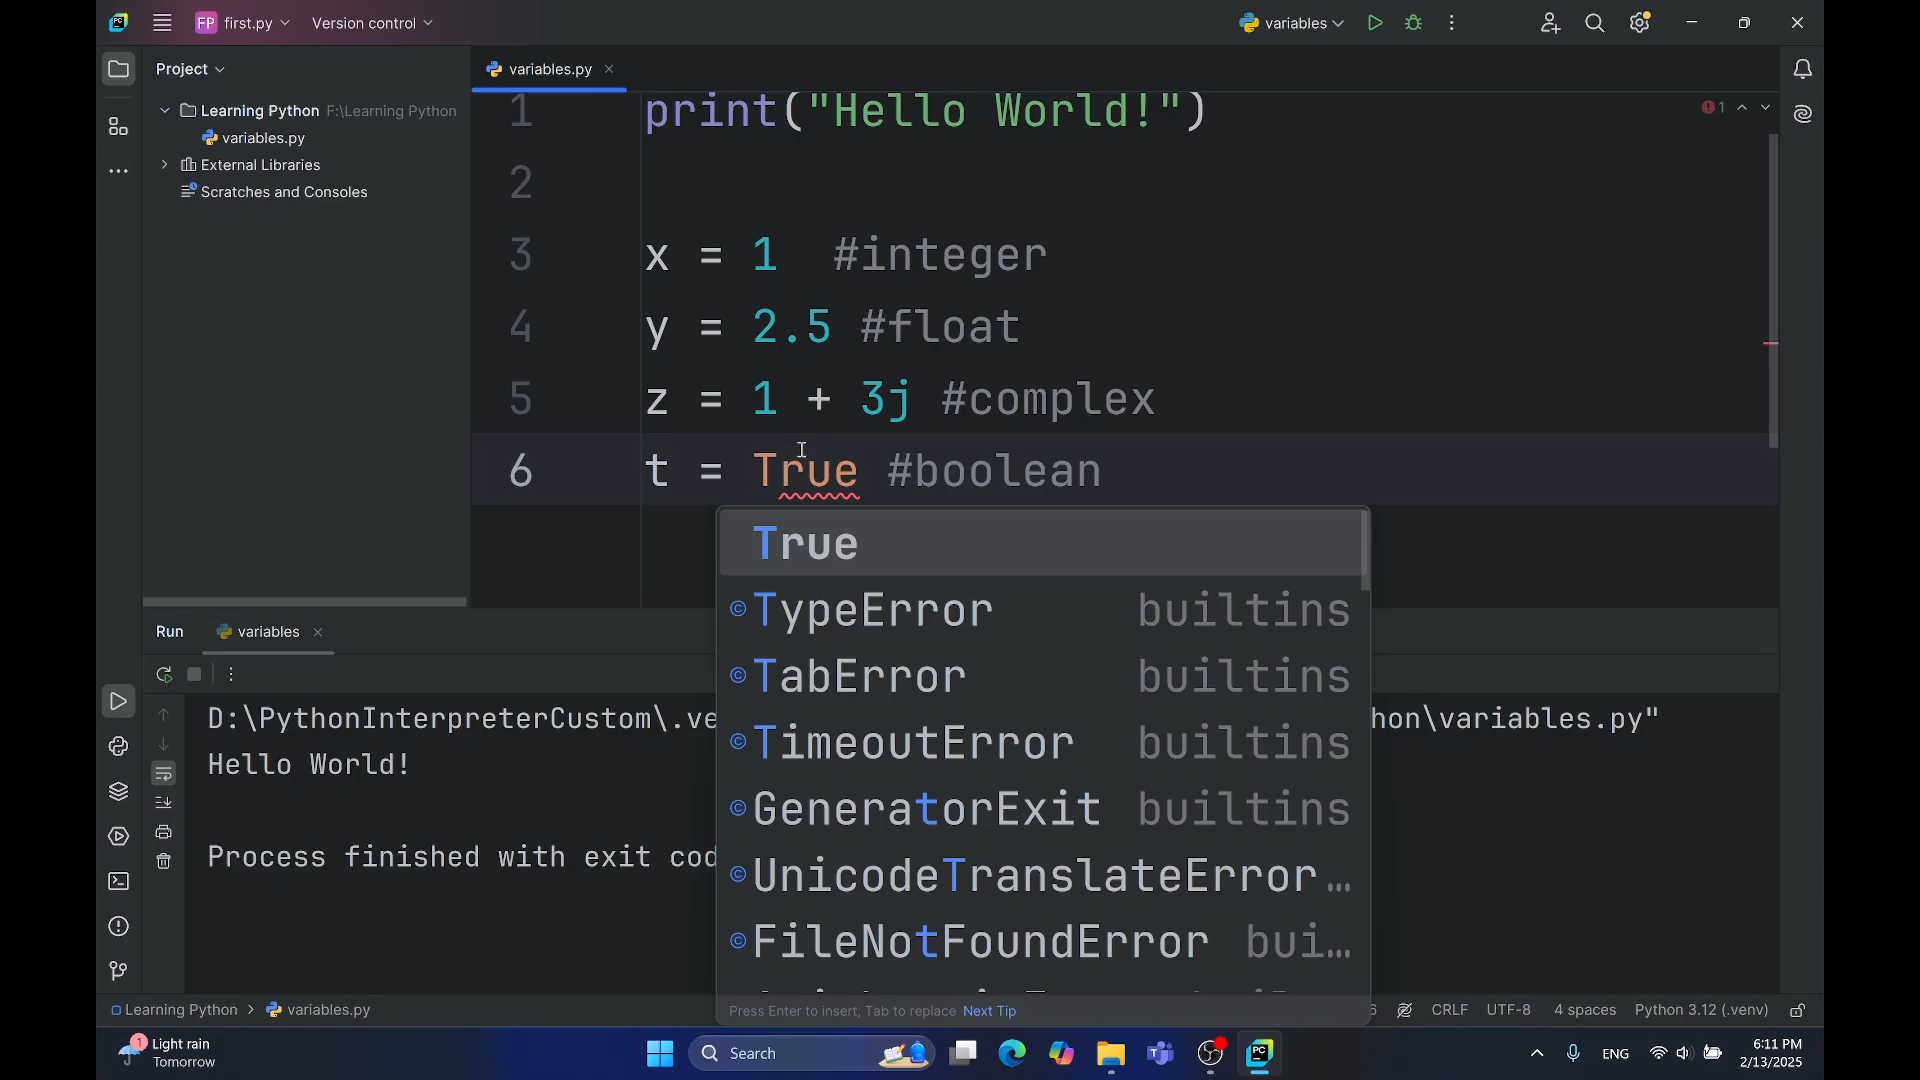 FP first.py Version control variables
Project
variables.py
Learning Python F:\Learning Python
variables.py
External Libraries
Scratches and Consoles
1 print("Hello World!")
1
2
3 x = 1 #integer
4 y = 2.5 #float
5 z = 1 + 3j #complex
6 t = True #boolean
True
TypeError builtins
TabError builtins
TimeoutError builtins
GeneratorExit builtins
UnicodeTranslateError…
FileNotFoundError bui…
Press Enter to insert, Tab to replace Next Tip
Run variables
D:\PythonInterpreterCustom\.ve hon\variables.py"
Hello World!
Process finished with exit cod
Learning Python > variables.py
6 CRLF UTF-8 4 spaces Python 3.12 (.venv)
1 Light rain
Tomorrow
Search
PC
ENG
6:11 PM
2/13/2025